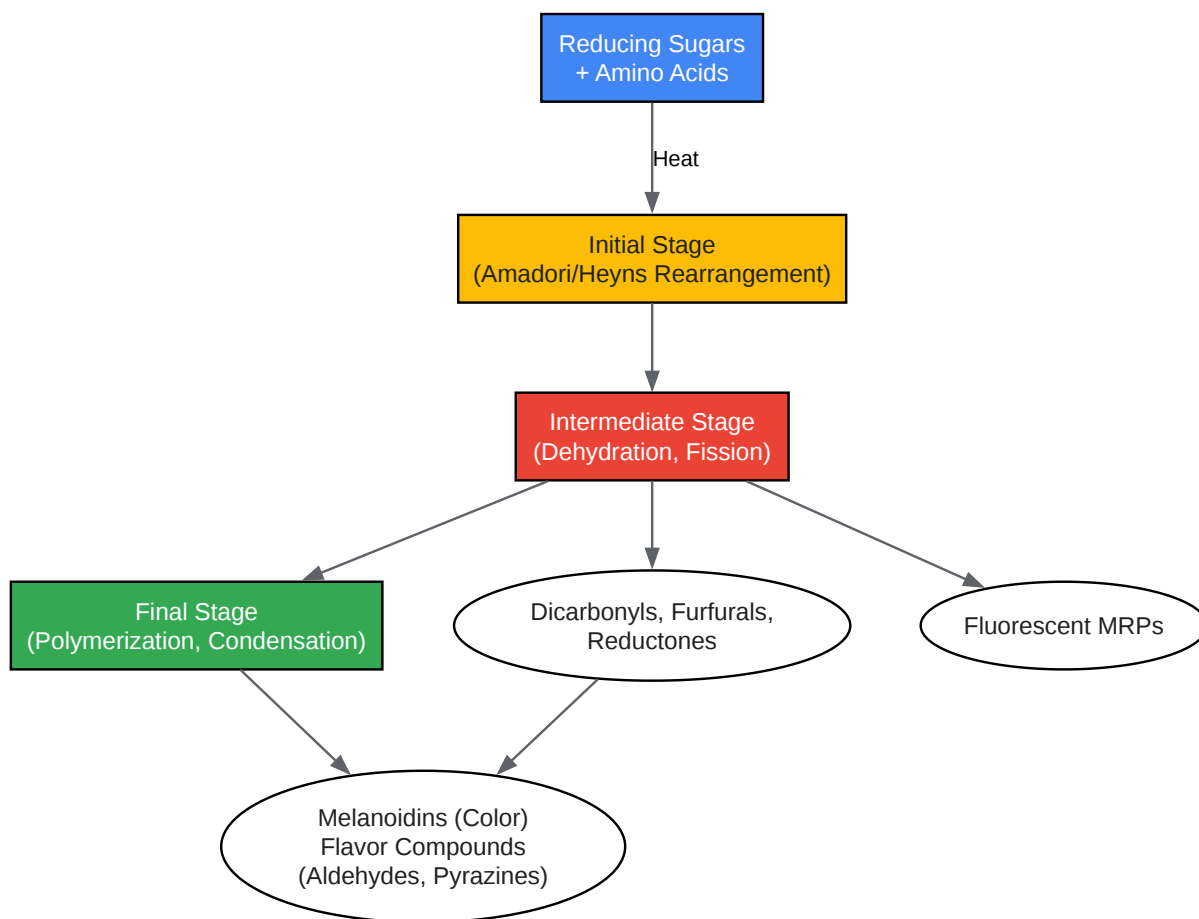 Reducing Sugars
+ Amino Acids
Heat
Initial Stage
(Amadori/Heyns Rearrangement)
Intermediate Stage
(Dehydration, Fission)
Final Stage
(Polymerization, Condensation)
Dicarbonyls, Furfurals,
Reductones
Fluorescent MRPs
Melanoidins (Color)
Flavor Compounds
(Aldehydes, Pyrazines)